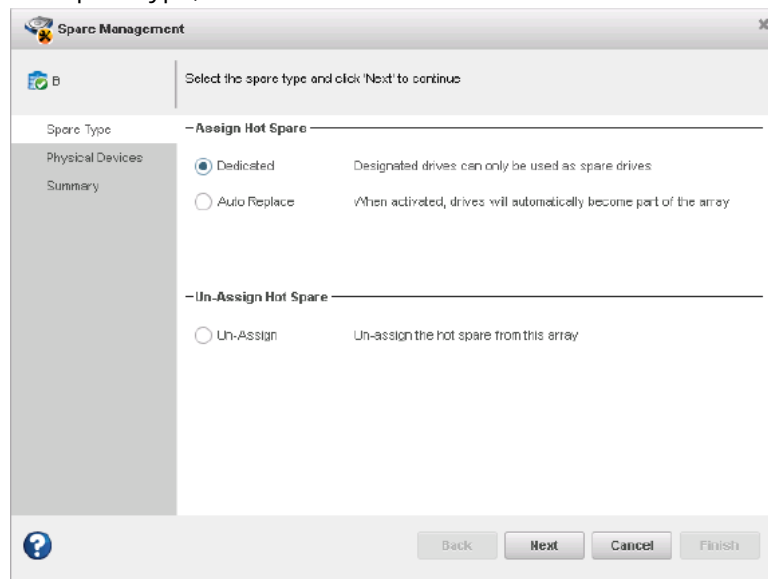 Spare Management
B
Select the spare type and click 'Next' to continue
Spare Type
Physical Devices
Summary
Assign Hot Spare
Dedicated Designated drives can only be used as spare drives
Auto Replace When activated, drives will automatically become part of the array
Un-Assign Hot Spare
Un-Assign Un-assign the hot spare from this array
?
Back Next Cancel Finish